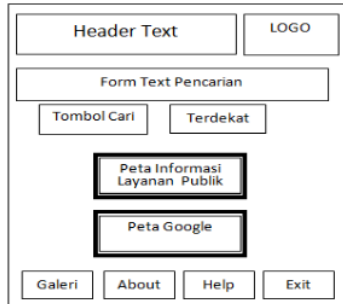 Header Text
LOGO
Form Text Pencarian
Tombol Cari
Terdekat
Peta Informasi
Layanan Publik
Peta Google
Galeri
About
Help
Exit